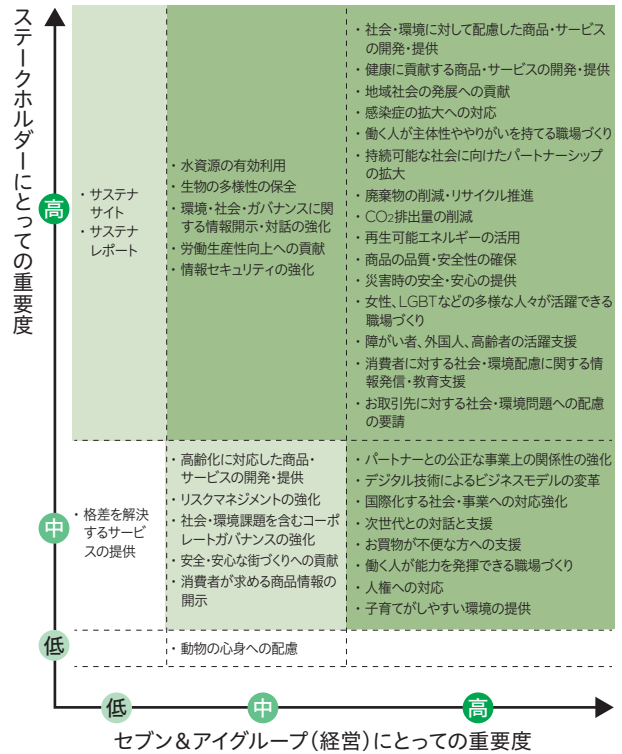 ステークホルダーにとっての重要度
高
・サステナ
サイト
・サステナ
レポート
・水資源の有効利用
・生物の多様性の保全
・環境・社会・ガバナンスに関
する情報開示・対話の強化
・労働生産性向上への貢献
・情報セキュリティの強化
・社会・環境に対して配慮した商品・サービス
の開発・提供
・健康に貢献する商品・サービスの開発・提供
・地域社会の発展への貢献
・感染症の拡大への対応
・働く人が主体性ややりがいを持てる職場づくり
・持続可能な社会に向けたパートナーシップ
の拡大
・廃棄物の削減・リサイクル推進
・CO2排出量の削減
・再生可能エネルギーの活用
・商品の品質・安全性の確保
・災害時の安全・安心の提供
・女性、LGBTなどの多様な人々が活躍できる
職場づくり
・障がい者、外国人、高齢者の活躍支援
・消費者に対する社会・環境配慮に関する情
報発信・教育支援
・お取引先に対する社会・環境問題への配慮
の要請
中
・格差を解決
するサービ
スの提供
・高齢化に対応した商品・
サービスの開発・提供
・リスクマネジメントの強化
・社会・環境課題を含むコーポ
レートガバナンスの強化
・安全・安心な街づくりへの貢献
・消費者が求める商品情報の
開示
・パートナーとの公正な事業上の関係性の強化
・デジタル技術によるビジネスモデルの変革
・国際化する社会・事業への対応強化
・次世代との対話と支援
・お買物が不便な方への支援
・働く人が能力を発揮できる職場づくり
・人権への対応
・子育てがしやすい環境の提供
低
・動物の心身への配慮
低
中
高
セブン&アイグループ(経営)にとっての重要度